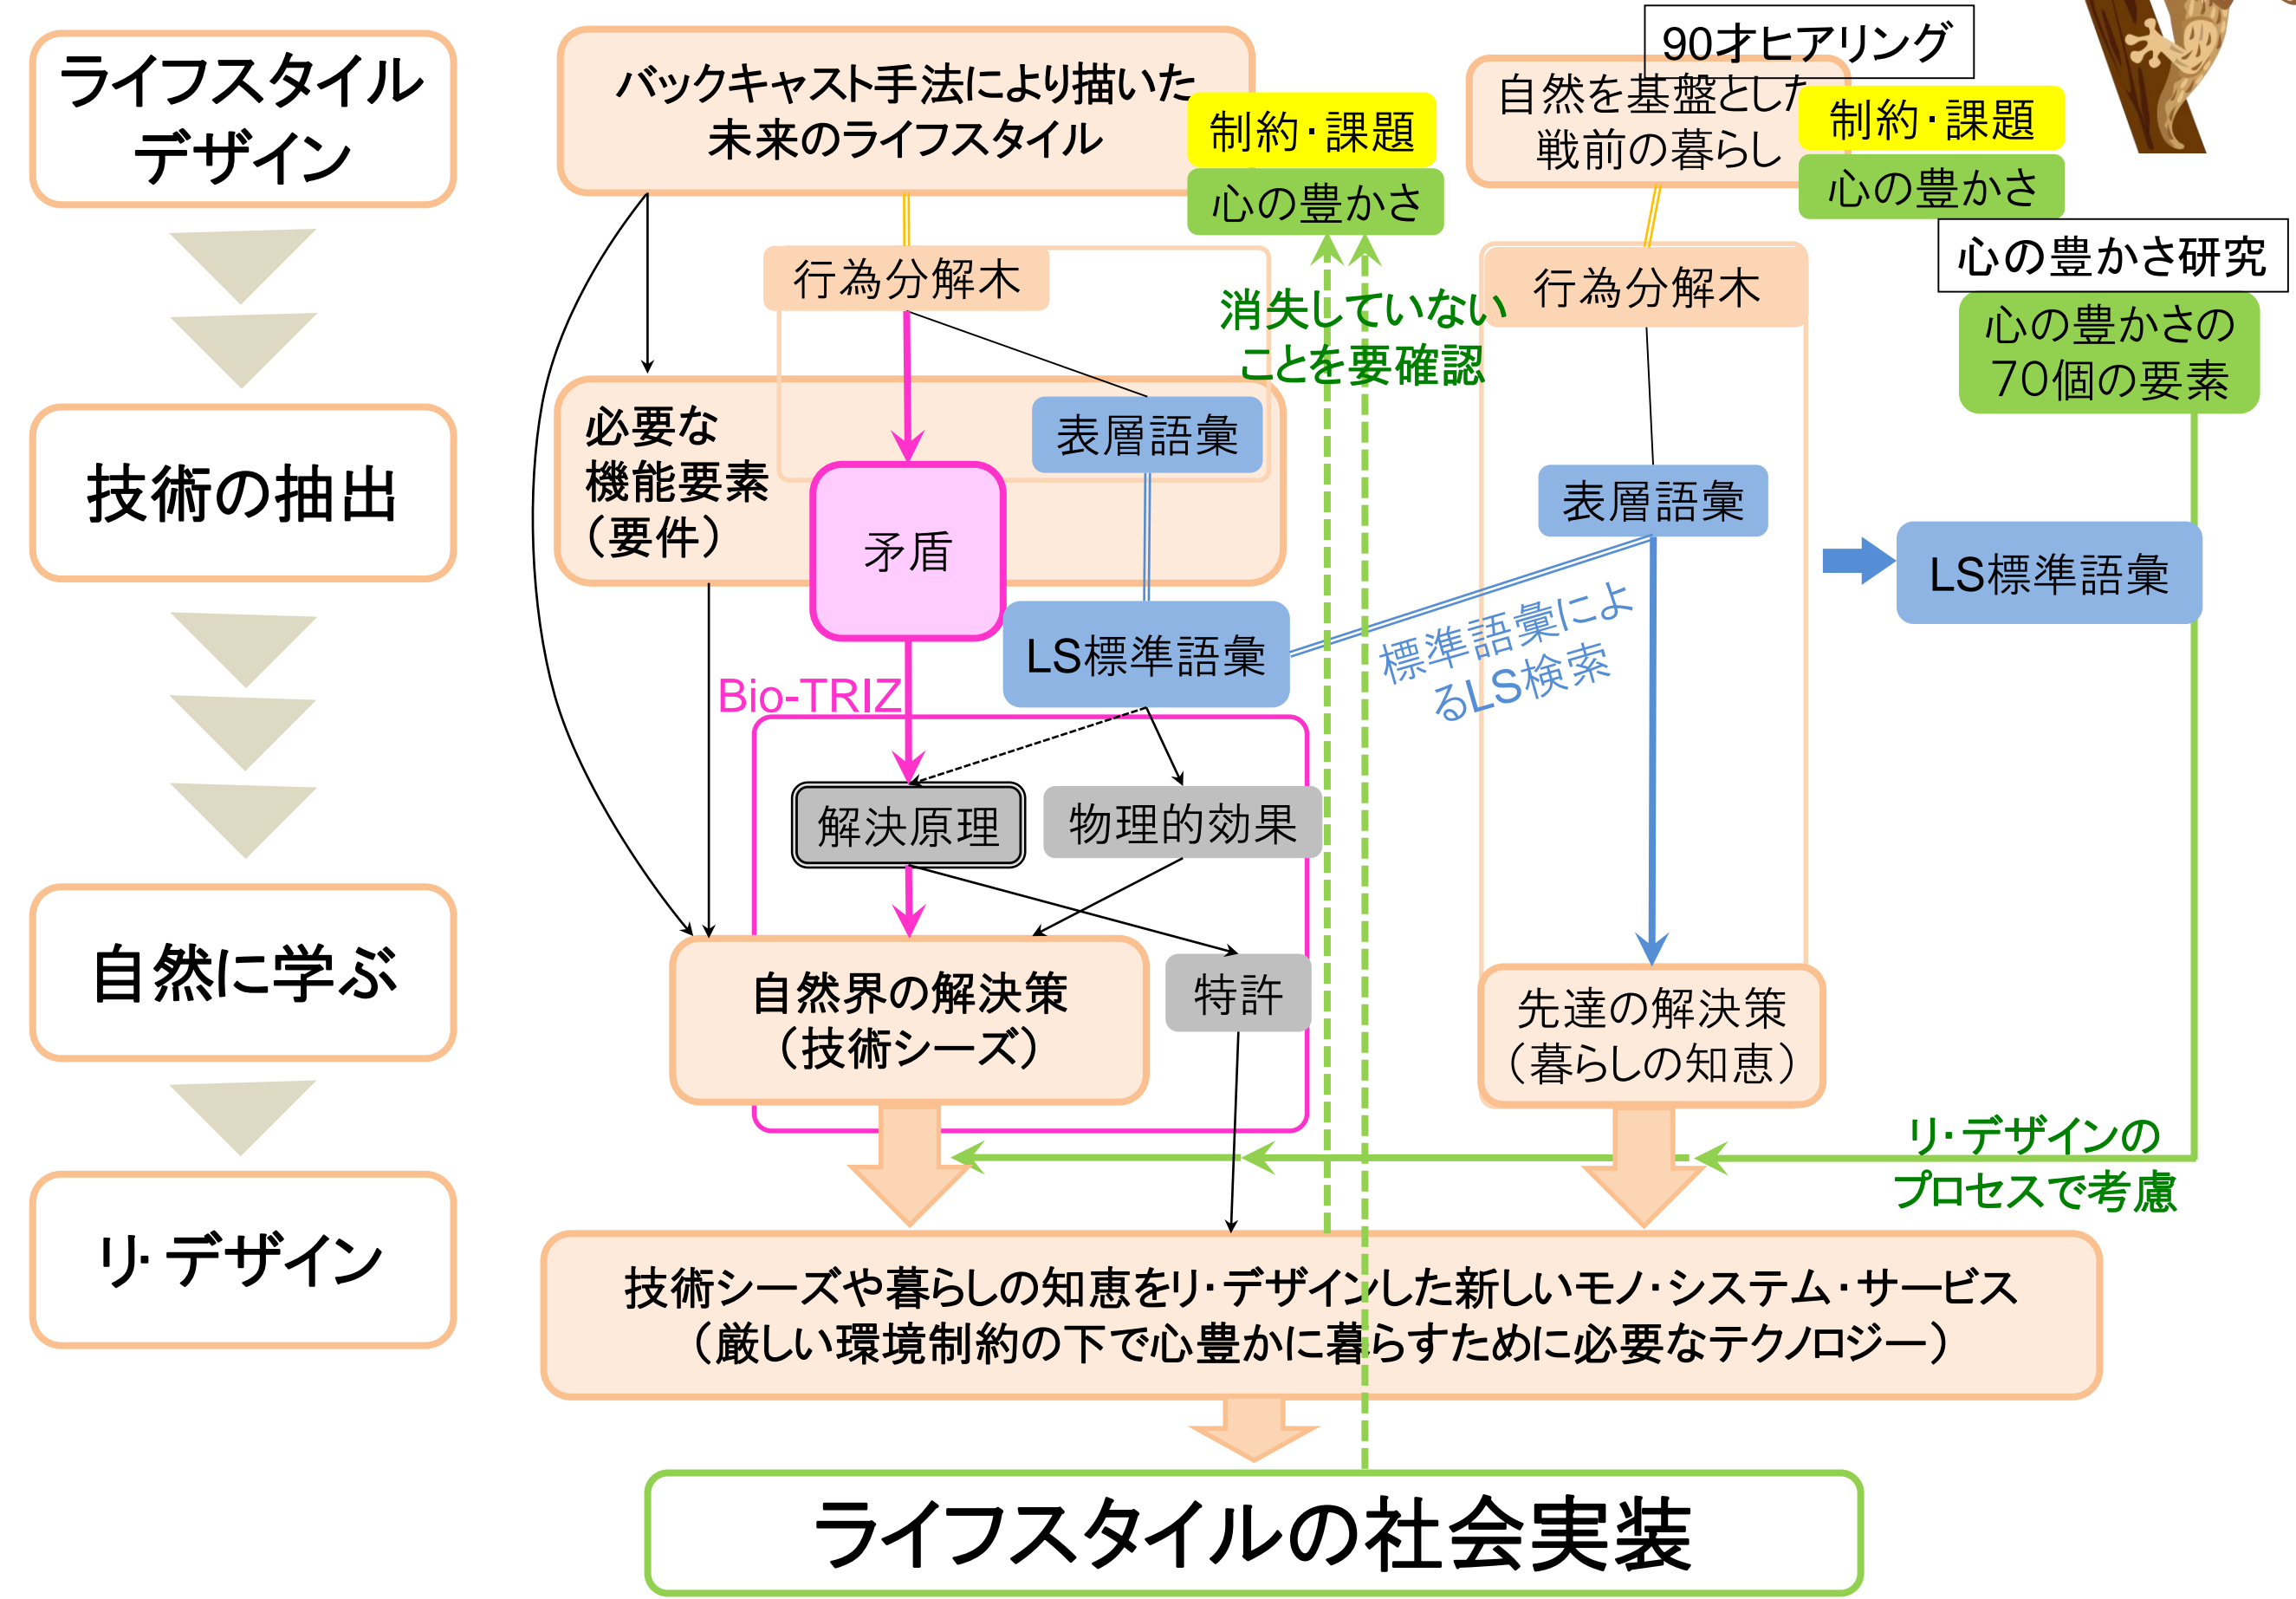 ライフスタイル
デザイン
技術の抽出
自然に学ぶ
リ・デザイン
バックキャスト手法により描いた
未来のライフスタイル
制約・課題
心の豊かさ
行為分解木
消失していない
ことを要確認
必要な
機能要素
（要件）
表層語彙
矛盾
LS標準語彙
Bio-TRIZ
解決原理
物理的効果
自然界の解決策
（技術シーズ）
特許
90才ヒアリング
自然を基盤とした
戦前の暮らし
制約・課題
心の豊かさ
心の豊かさ研究
心の豊かさの
70個の要素
行為分解木
表層語彙
LS標準語彙
標準語彙によ
るLS検索
先達の解決策
（暮らしの知恵）
リ・デザインの
プロセスで考慮
技術シーズや暮らしの知恵をリ・デザインした新しいモノ・システム・サービス
（厳しい環境制約の下で心豊かに暮らすために必要なテクノロジー）
ライフスタイルの社会実装